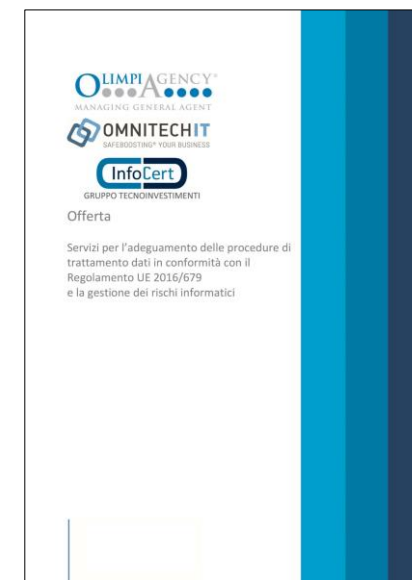 OLIMPIAGENCY®
MANAGING GENERAL AGENT
OMNITECHIT
SAFEBOOSTING® YOUR BUSINESS
InfoCert
GRUPPO TECNOINVESTIMENTI
Offerta
Servizi per l'adeguamento delle procedure di
trattamento dati in conformità con il
Regolamento UE 2016/679
e la gestione dei rischi informatici